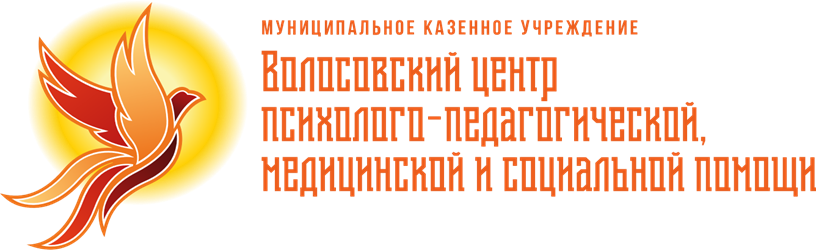 МУНИЦИПАЛЬНОЕ КАЗЕННОЕ УЧРЕЖДЕНИЕ
Волосовский центр
психолого-педагогической,
медицинской и социальной помощи